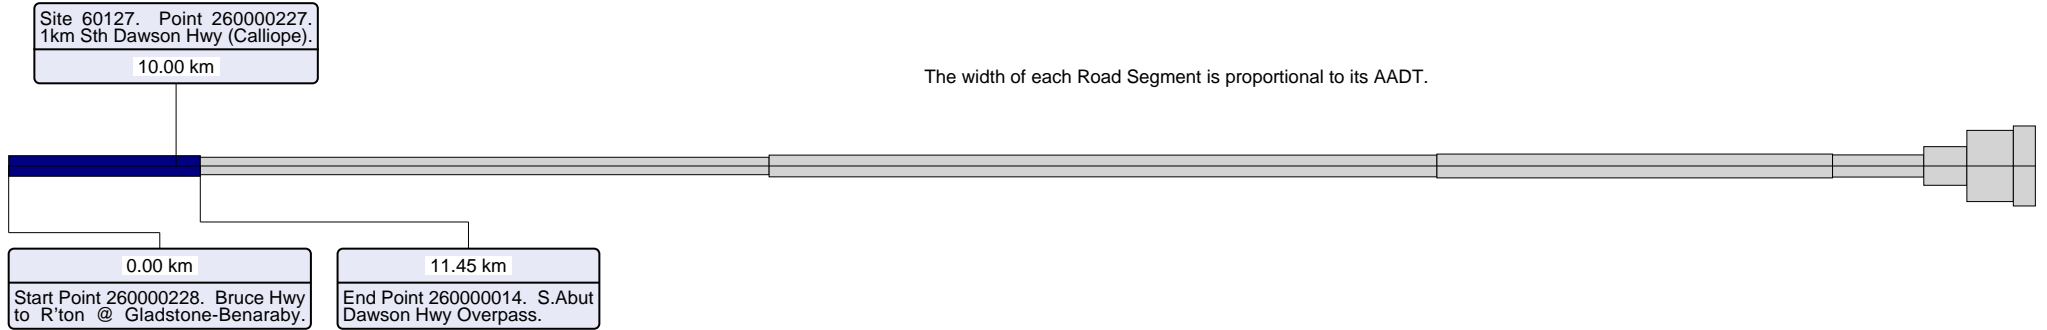 Site 60127. Point 260000227.
1km Sth Dawson Hwy (Calliope).
10.00 km
The width of each Road Segment is proportional to its AADT.
0.00 km
Start Point 260000228. Bruce Hwy
to R'ton @ Gladstone-Benaraby.
11.45 km
End Point 260000014. S.Abut
Dawson Hwy Overpass.